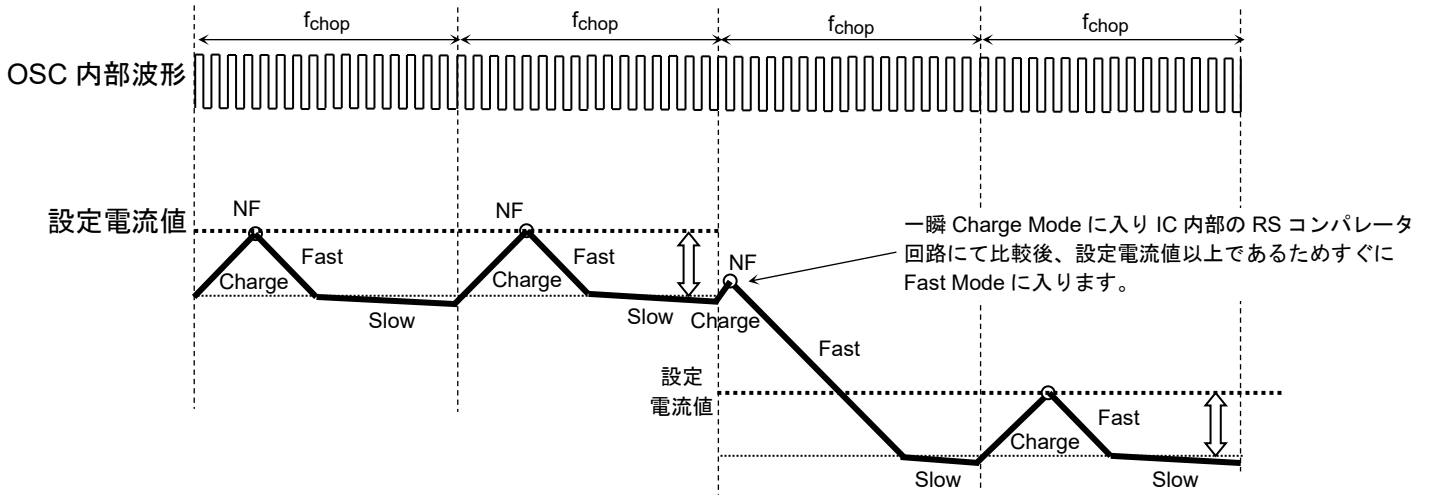 fchop
fchop
fchop
fchop
OSC 内部波形
設定電流値
NF
NF
一瞬 Charge Mode に入り IC 内部の RS コンパレータ
回路にて比較後、設定電流値以上であるためすぐに
Fast Mode に入ります。
Fast
Fast
NF
Charge
Charge
Slow
Slow
Charge
Fast
設定
電流値
Fast
Charge
Slow
Slow